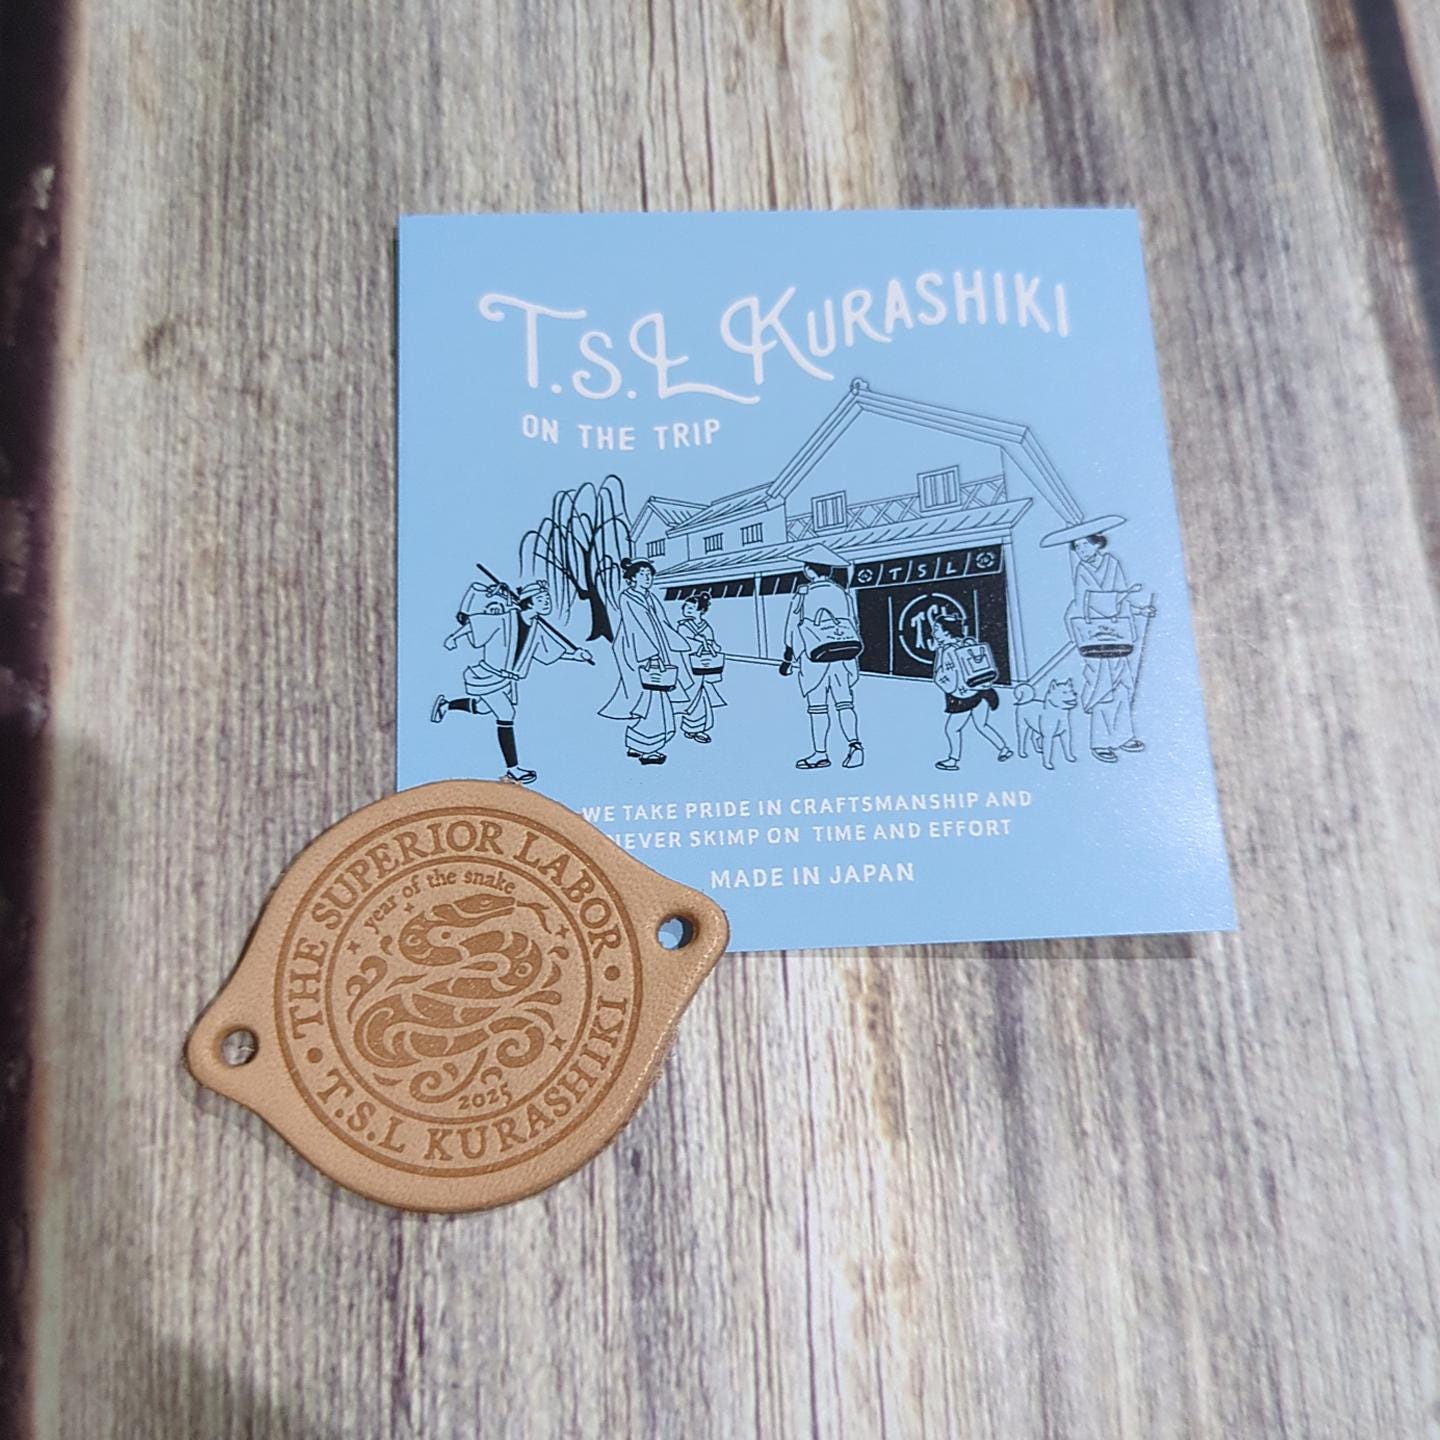 T.S.L KURASHIKI
ON THE TRIP
T S L
TSL
WE TAKE PRIDE IN CRAFTSMANSHIP AND
NEVER SKIMP ON TIME AND EFFORT
MADE IN JAPAN
THE SUPERIOR LABOR
year of the snake
2025
T.S.L KURASHIKI